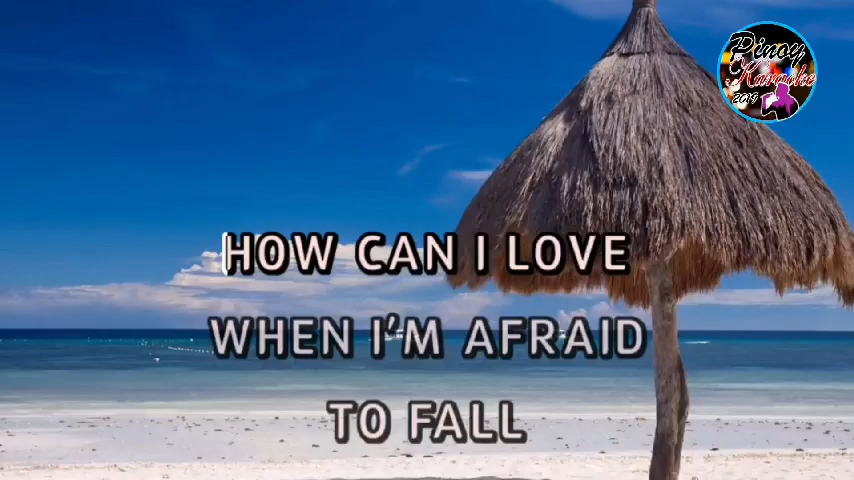 Pinoy
Karaoke
2019
HOW CAN I LOVE
WHEN I'M AFRAID
TO FALL